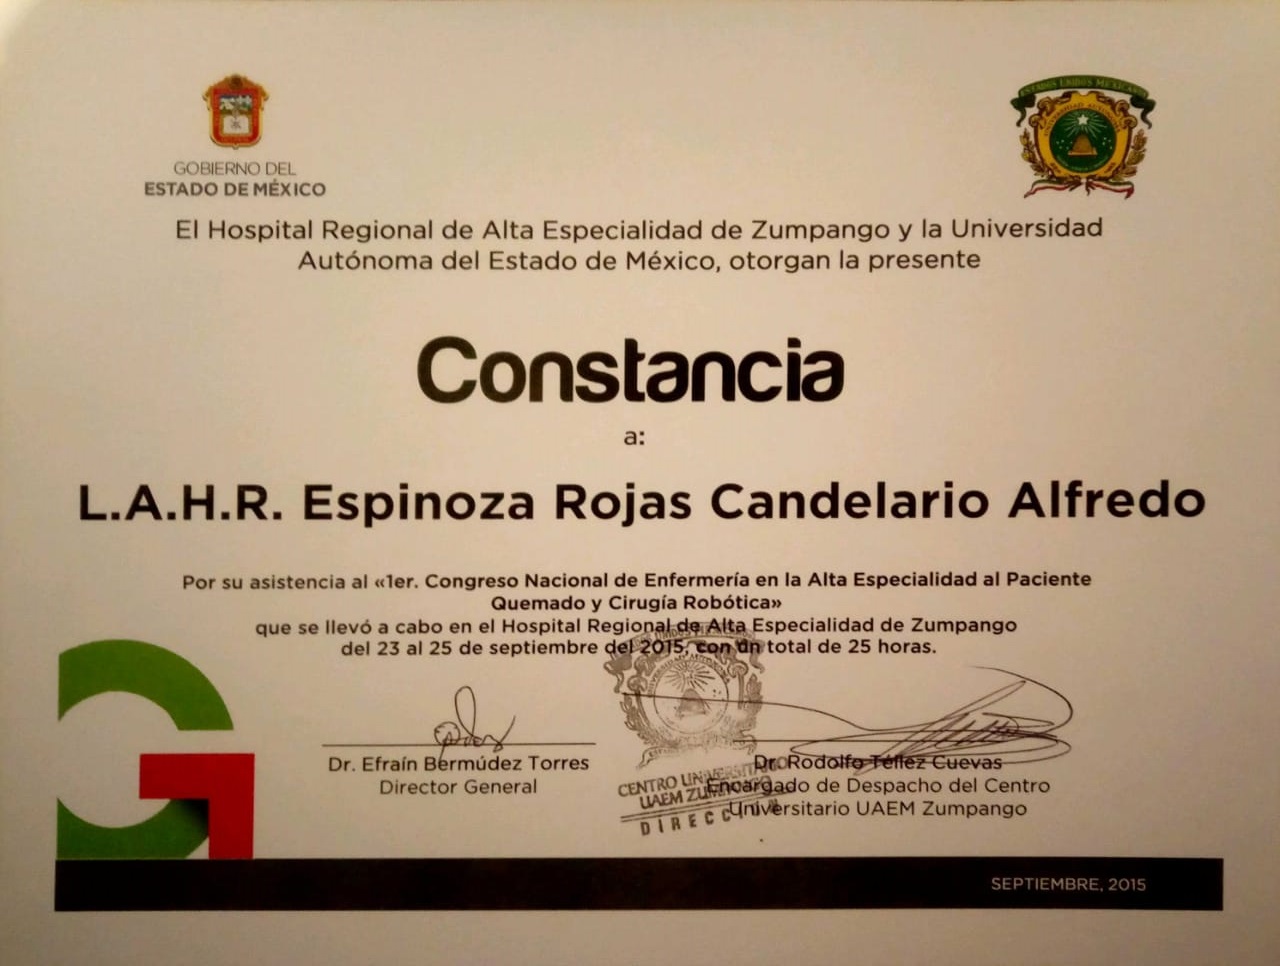 GOBIERNO DEL
ESTADO DE MÉXICO
ESTADOS UNIDOS MEXICANOS
El Hospital Regional de Alta Especialidad de Zumpango y la Universidad
Autónoma del Estado de México, otorgan la presente
Constancia
a:
L.A.H.R. Espinoza Rojas Candelario Alfredo
Por su asistencia al «1er. Congreso Nacional de Enfermería en la Alta Especialidad al Paciente
Quemado y Cirugía Robótica»
que se llevó a cabo en el Hospital Regional de Alta Especialidad de Zumpango
del 23 al 25 de septiembre del 2015, con un total de 25 horas.
Dr. Efraín Bermúdez Torres
Director General
CENTRO UNIVERSITARIO
UAEM ZUMPANGO
DIRECCIÓN
Dr. Rodolfo Téllez Cuevas
Encargado de Despacho del Centro
Universitario UAEM Zumpango
SEPTIEMBRE, 2015